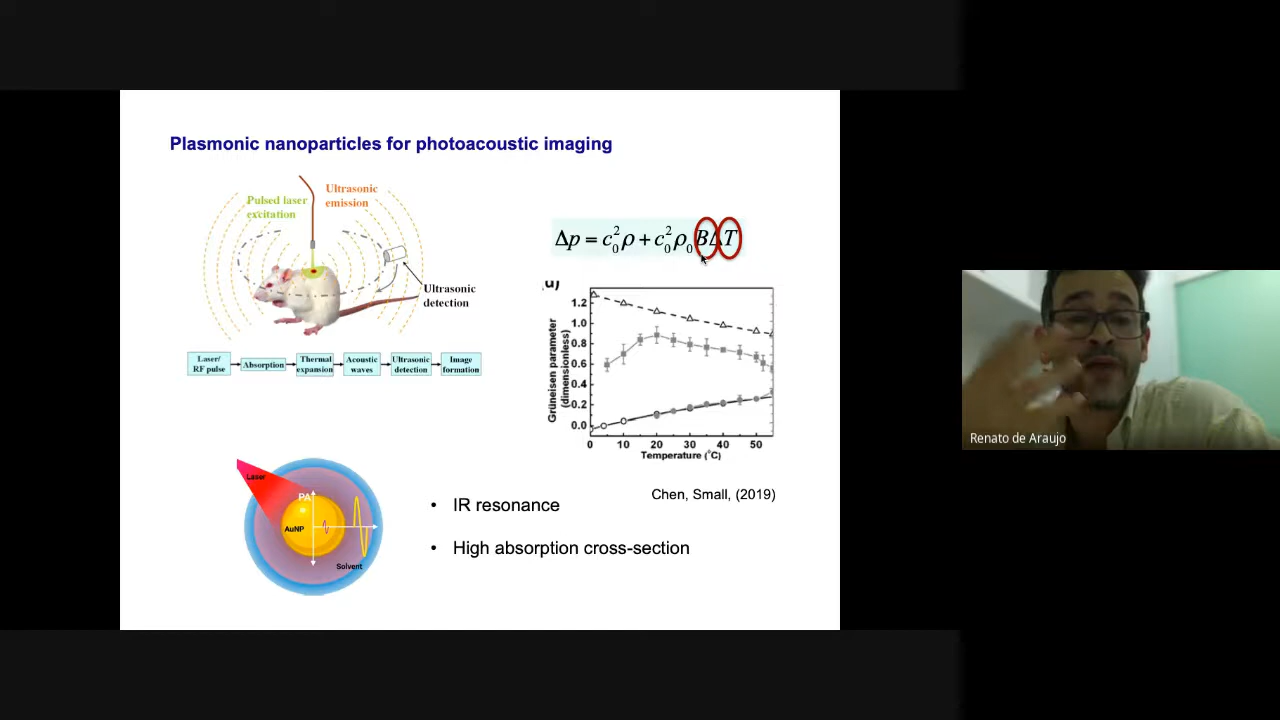 Plasmonic nanoparticles for photoacoustic imaging
Pulsed laser
excitation
Ultrasonic
emission
Ultrasonic
detection
Laser/
RF pulse
Absorption
Thermal
expansion
Acoustic
waves
Ultrasonic
detection
Image
formation
Δp = c₀²ρ + c₀²ρ₀BΔT
Grüneisen parameter
(dimensionless)
1.2
1.0
0.8
0.6
0.4
0.2
0.0
0 10 20 30 40 50
Temperature (°C)
Chen, Small, (2019)
Laser
PA
AuNP
Solvent
• IR resonance
• High absorption cross-section
Renato de Araujo